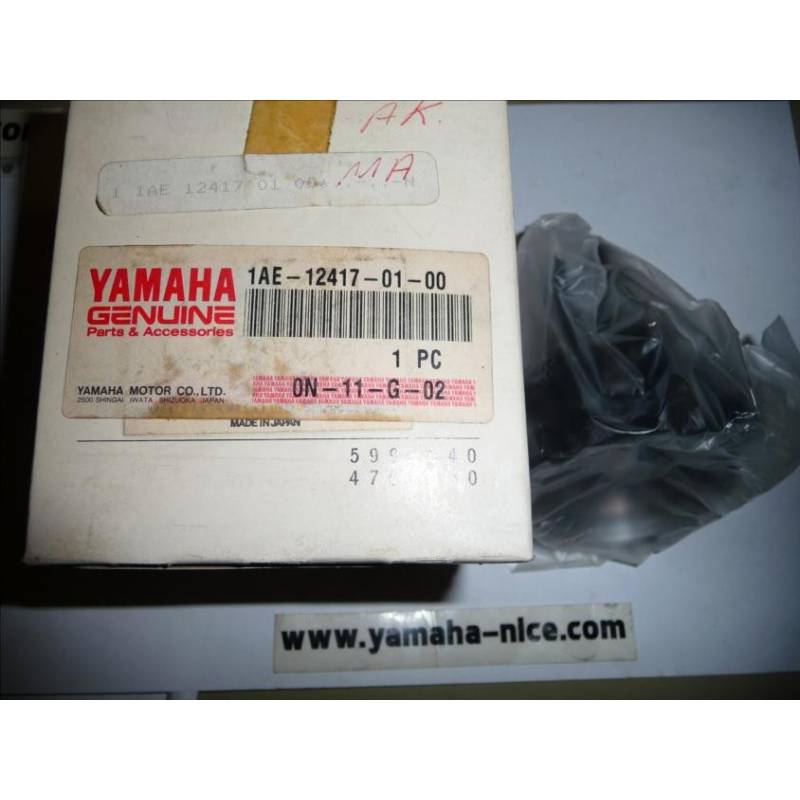 AK.
MA
1 1AE 12417 01 00
YAMAHA
GENUINE
Parts & Accessories
1AE-12417-01-00
1 PC
YAMAHA MOTOR CO., LTD.
2500 SHINGAI, IWATA SHIZUOKA JAPAN
0N-11-G-02
MADE IN JAPAN
www.yamaha-nice.com